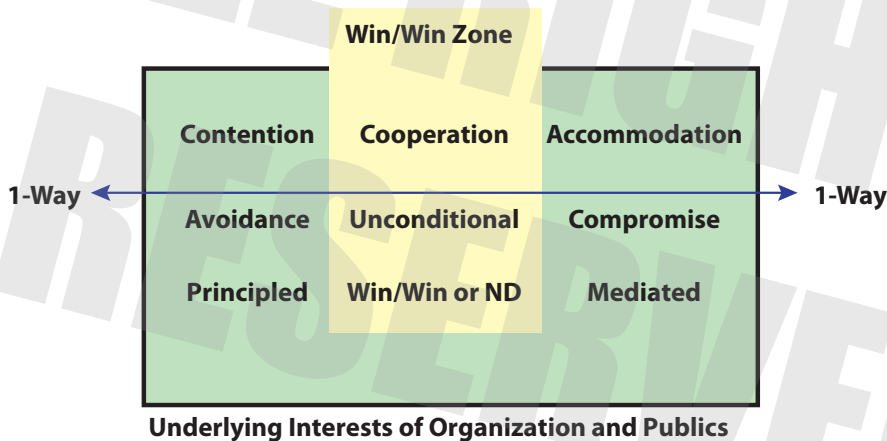 Win/Win Zone
Contention Cooperation Accommodation
1-Way 1-Way
Avoidance Unconditional Compromise
Principled Win/Win or ND Mediated
Underlying Interests of Organization and Publics